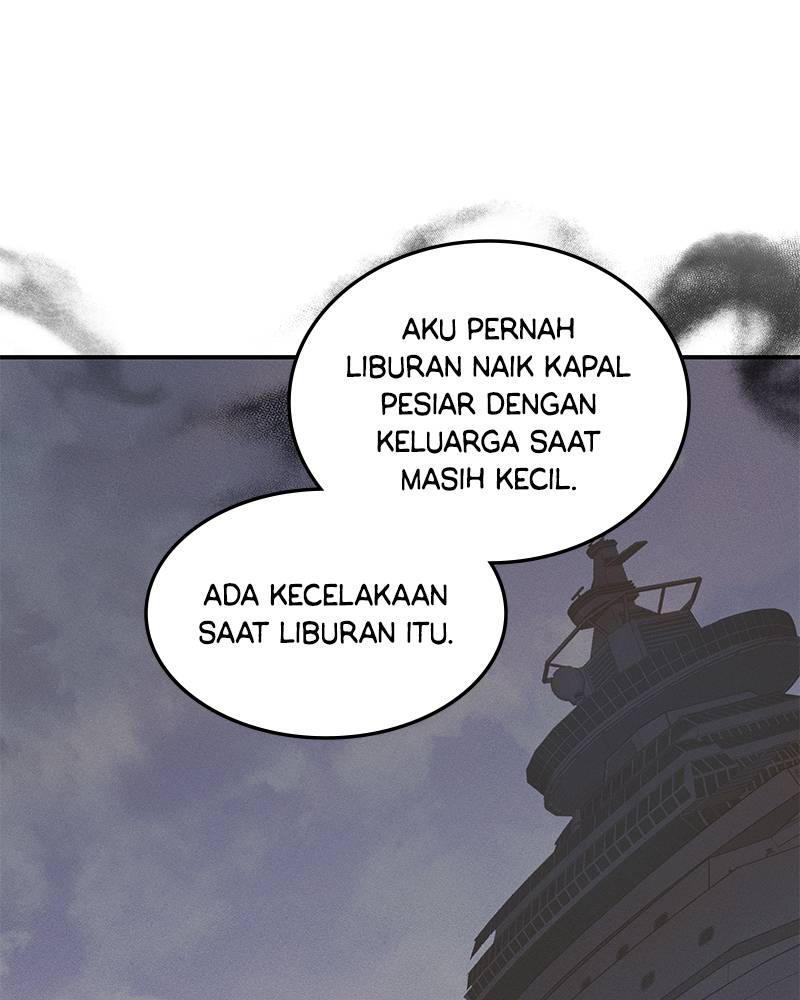 AKU PERNAH
LIBURAN NAIK KAPAL
PESIAR DENGAN
KELUARGA SAAT
MASIH KECIL.
ADA KECELAKAAN
SAAT LIBURAN ITU.